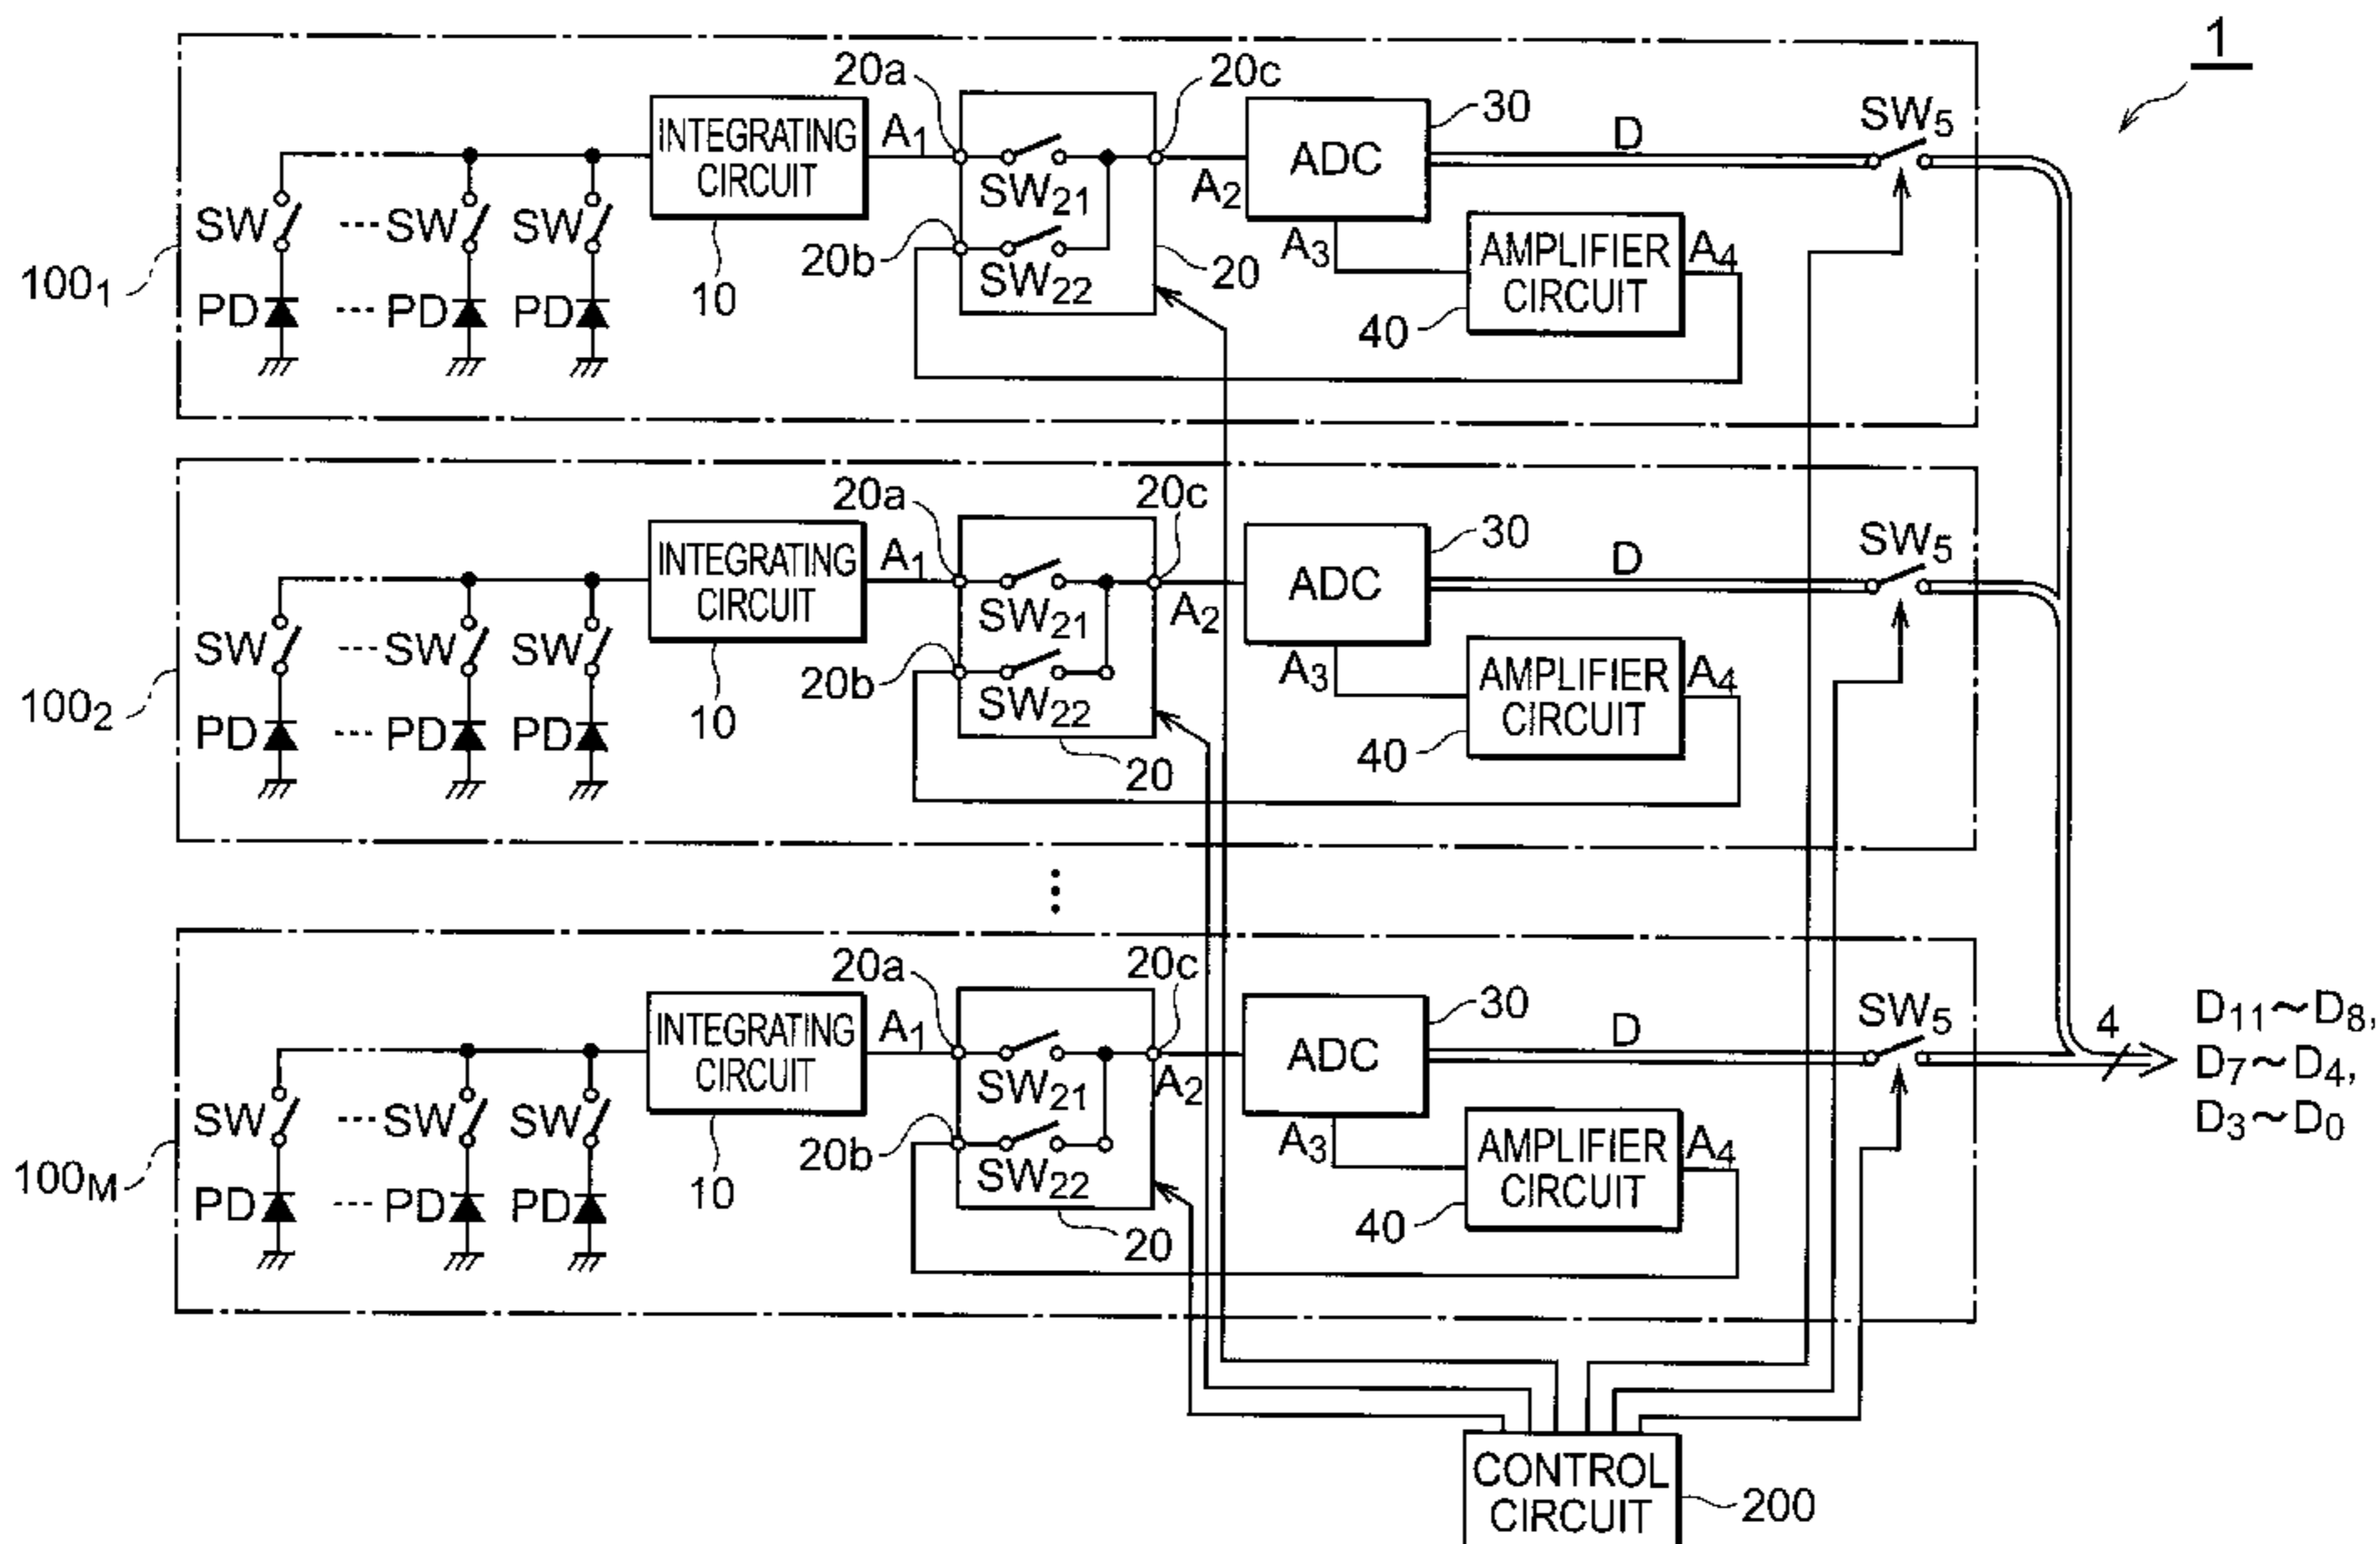 1
20a
20c
INTEGRATING
CIRCUIT
A1
SW21
A2
ADC
30
D
SW5
SW
---SW
SW
20b
SW22
20
A3
AMPLIFIER
CIRCUIT
A4
1001
PD
--- PD
PD
10
40
20a
20c
INTEGRATING
CIRCUIT
A1
SW21
A2
ADC
30
D
SW5
SW
---SW
SW
20b
SW22
20
A3
AMPLIFIER
CIRCUIT
A4
1002
PD
--- PD
PD
10
40
20a
20c
INTEGRATING
CIRCUIT
A1
SW21
A2
ADC
30
D
SW5
4
D11~D8,
D7~D4,
D3~D0
SW
---SW
SW
20b
SW22
20
A3
AMPLIFIER
CIRCUIT
A4
100M
PD
--- PD
PD
10
40
CONTROL
CIRCUIT
200